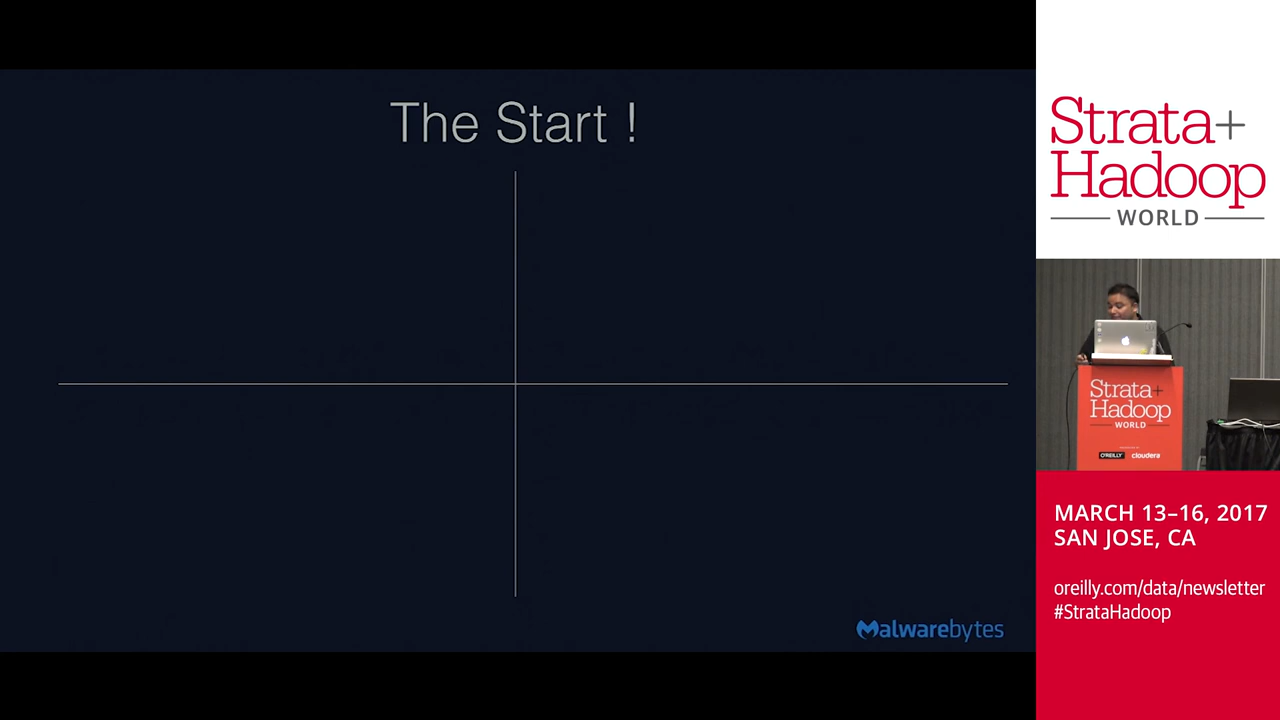 The Start !
Malwarebytes
Strata+
Hadoop
WORLD
Strata+
Hadoop
WORLD
O'REILLY
cloudera
MARCH 13–16, 2017
SAN JOSE, CA
oreilly.com/data/newsletter
#StrataHadoop